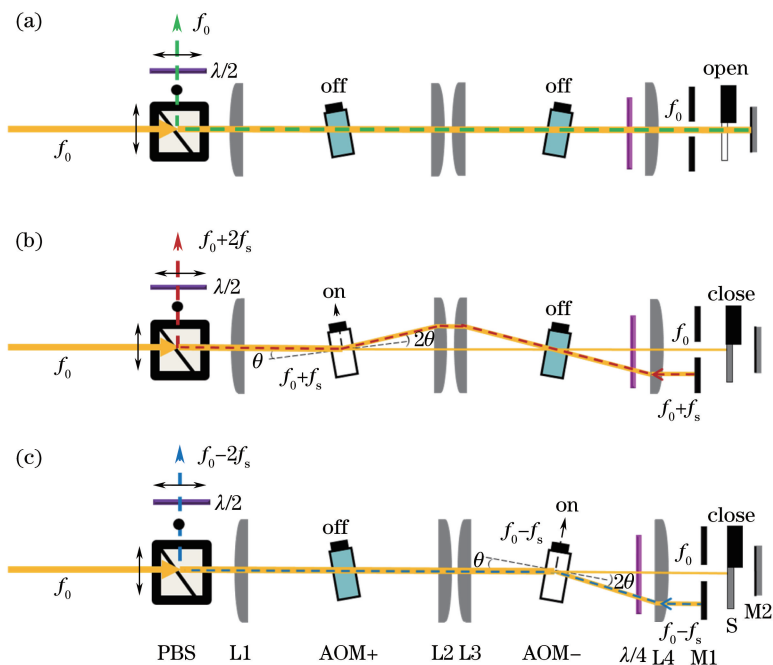 (a)
f₀
λ/2
off
off
open
f₀
f₀
(b)
f₀+2fₛ
λ/2
on
off
close
f₀
2θ
θ
f₀+fₛ
f₀
f₀+fₛ
(c)
f₀−2fₛ
λ/2
off
on
f₀−fₛ
close
f₀
θ
2θ
f₀
f₀−fₛ
S
M2
PBS
L1
AOM+
L2 L3
AOM−
λ/4
L4
M1